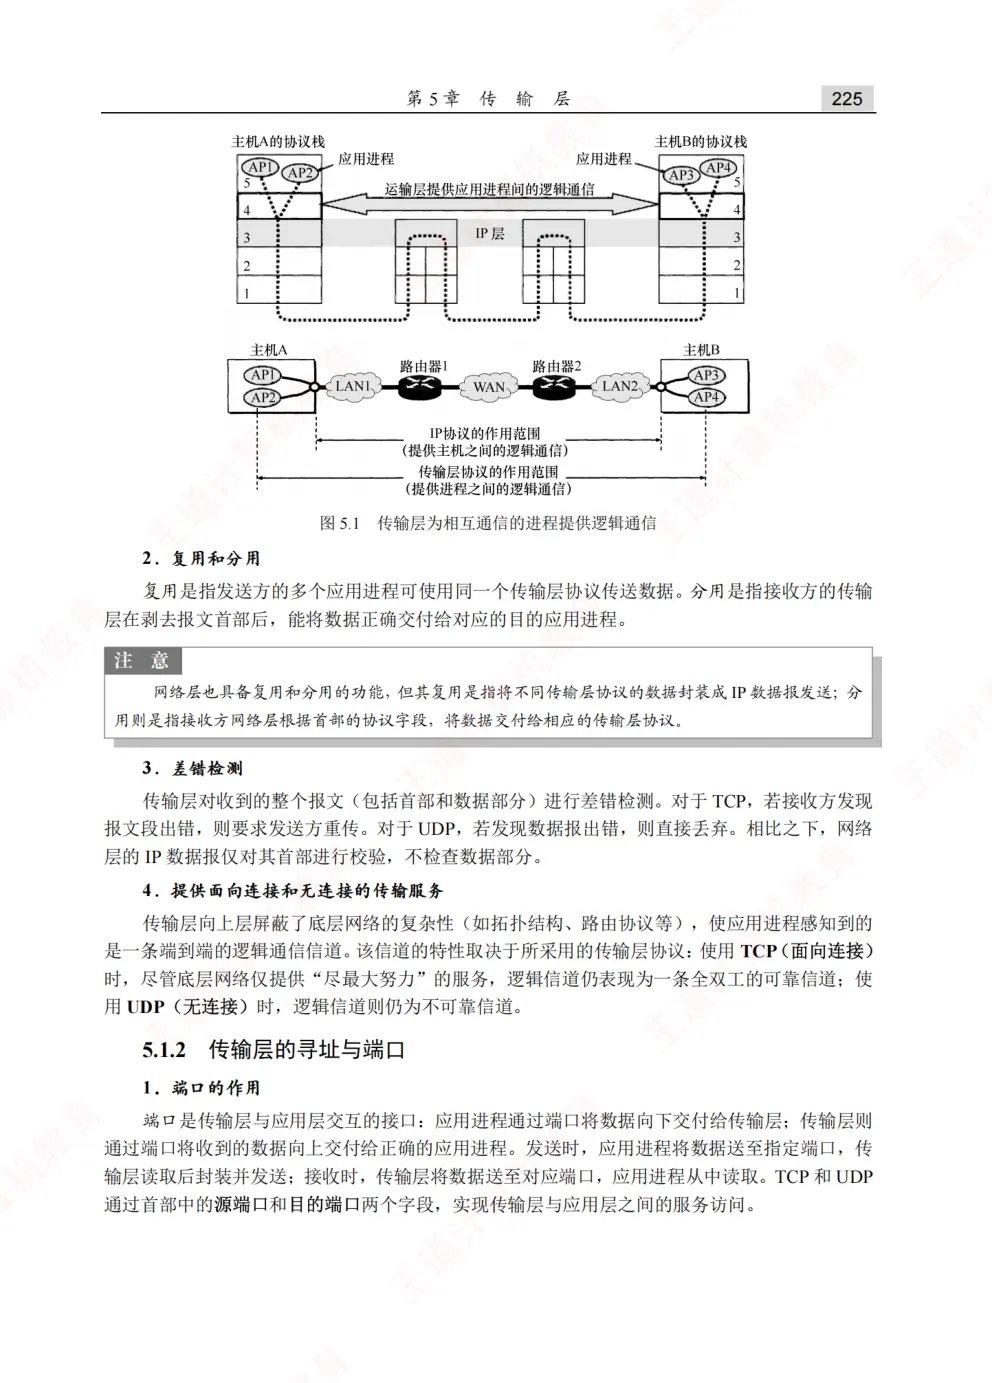 第5章 传 输 层 225
主机A的协议栈 主机B的协议栈
AP1 AP2 应用进程 应用进程 AP3 AP4
5 5
运输层提供应用进程间的逻辑通信
4 4
3 IP 层 3
2 2
1 1
主机A 主机B
路由器1 路由器2
AP1 LAN1 WAN LAN2 AP3
AP2 AP4
IP协议的作用范围
(提供主机之间的逻辑通信)
传输层协议的作用范围
(提供进程之间的逻辑通信)
图 5.1 传输层为相互通信的进程提供逻辑通信
2．复用和分用
复用是指发送方的多个应用进程可使用同一个传输层协议传送数据。分用是指接收方的传输
层在剥去报文首部后，能将数据正确交付给对应的目的应用进程。
注 意
网络层也具备复用和分用的功能，但其复用是指将不同传输层协议的数据封装成 IP 数据报发送；分
用则是指接收方网络层根据首部的协议字段，将数据交付给相应的传输层协议。
3．差错检测
传输层对收到的整个报文（包括首部和数据部分）进行差错检测。对于 TCP，若接收方发现
报文段出错，则要求发送方重传。对于 UDP，若发现数据报出错，则直接丢弃。相比之下，网络
层的 IP 数据报仅对其首部进行校验，不检查数据部分。
4．提供面向连接和无连接的传输服务
传输层向上层屏蔽了底层网络的复杂性（如拓扑结构、路由协议等），使应用进程感知到的
是一条端到端的逻辑通信信道。该信道的特性取决于所采用的传输层协议：使用 TCP（面向连接）
时，尽管底层网络仅提供“尽最大努力”的服务，逻辑信道仍表现为一条全双工的可靠信道；使
用 UDP（无连接）时，逻辑信道则仍为不可靠信道。
5.1.2 传输层的寻址与端口
1．端口的作用
端口是传输层与应用层交互的接口：应用进程通过端口将数据向下交付给传输层；传输层则
通过端口将收到的数据向上交付给正确的应用进程。发送时，应用进程将数据送至指定端口，传
输层读取后封装并发送；接收时，传输层将数据送至对应端口，应用进程从中读取。TCP 和 UDP
通过首部中的源端口和目的端口两个字段，实现传输层与应用层之间的服务访问。
王道计算机教育